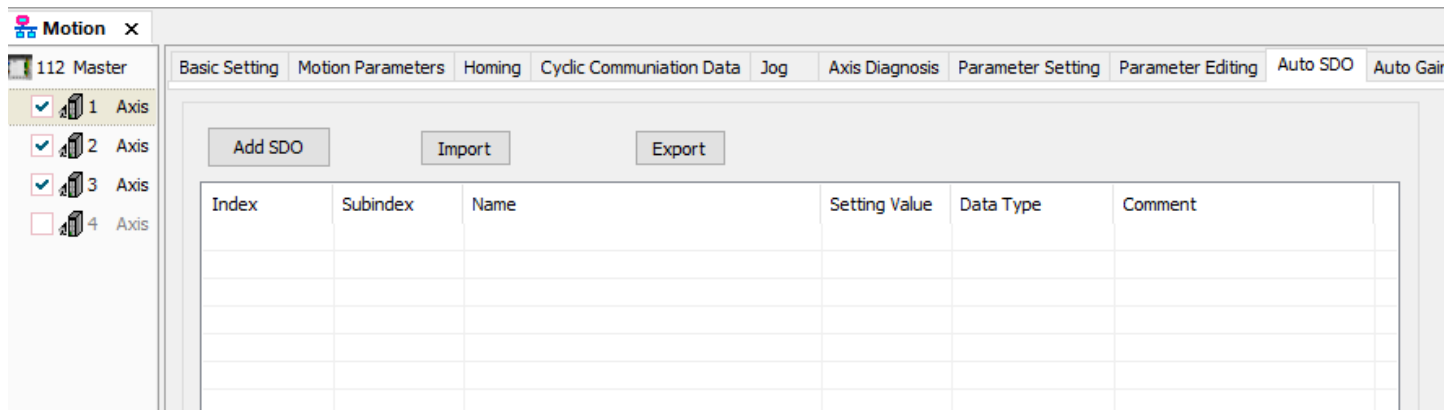 Motion X
112 Master
Basic Setting Motion Parameters Homing Cyclic Communiation Data Jog Axis Diagnosis Parameter Setting Parameter Editing Auto SDO Auto Gain
1 Axis
2 Axis
3 Axis
4 Axis
Add SDO Import Export
Index Subindex Name Setting Value Data Type Comment